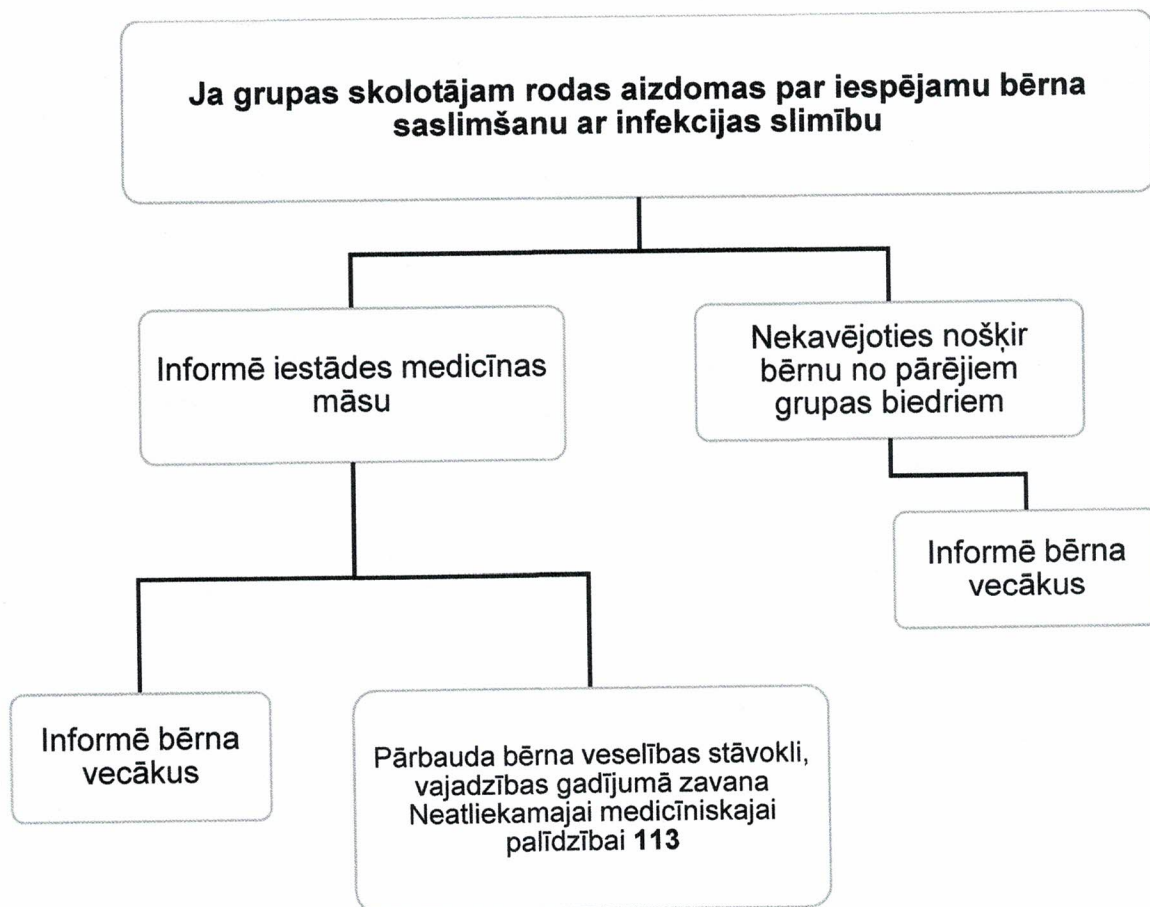 Ja grupas skolotājam rodas aizdomas par iespējamu bērna
saslimšanu ar infekcijas slimību
Informē iestādes medicīnas
māsu
Nekavējoties nošķir
bērnu no pārējiem
grupas biedriem
Informē bērna
vecākus
Informē bērna
vecākus
Pārbauda bērna veselības stāvokli,
vajadzības gadījumā zavana
Neatliekamajai medicīniskajai
palīdzībai 113